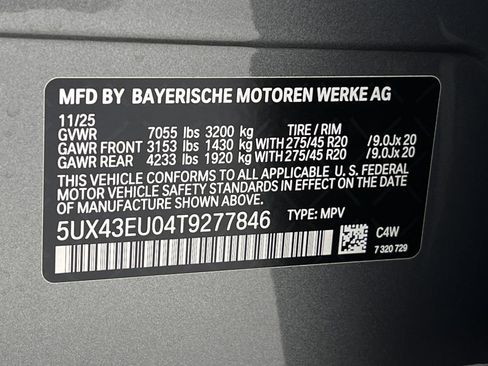 MFD BY BAYERISCHE MOTOREN WERKE AG
11/25
GVWR 7055 lbs 3200 kg TIRE / RIM
GAWR FRONT 3153 lbs 1430 kg WITH 275/45 R20 /9.0Jx 20
GAWR REAR 4233 lbs 1920 kg WITH 275/45 R20 /9.0Jx 20
THIS VEHICLE CONFORMS TO ALL APPLICABLE U. S. FEDERAL
MOTOR VEHICLE SAFETY STANDARDS IN EFFECT ON THE DATE
OF MANUFACTURE SHOWN ABOVE.
5UX43EU04T9277846 TYPE: MPV
C4W
7 320 729